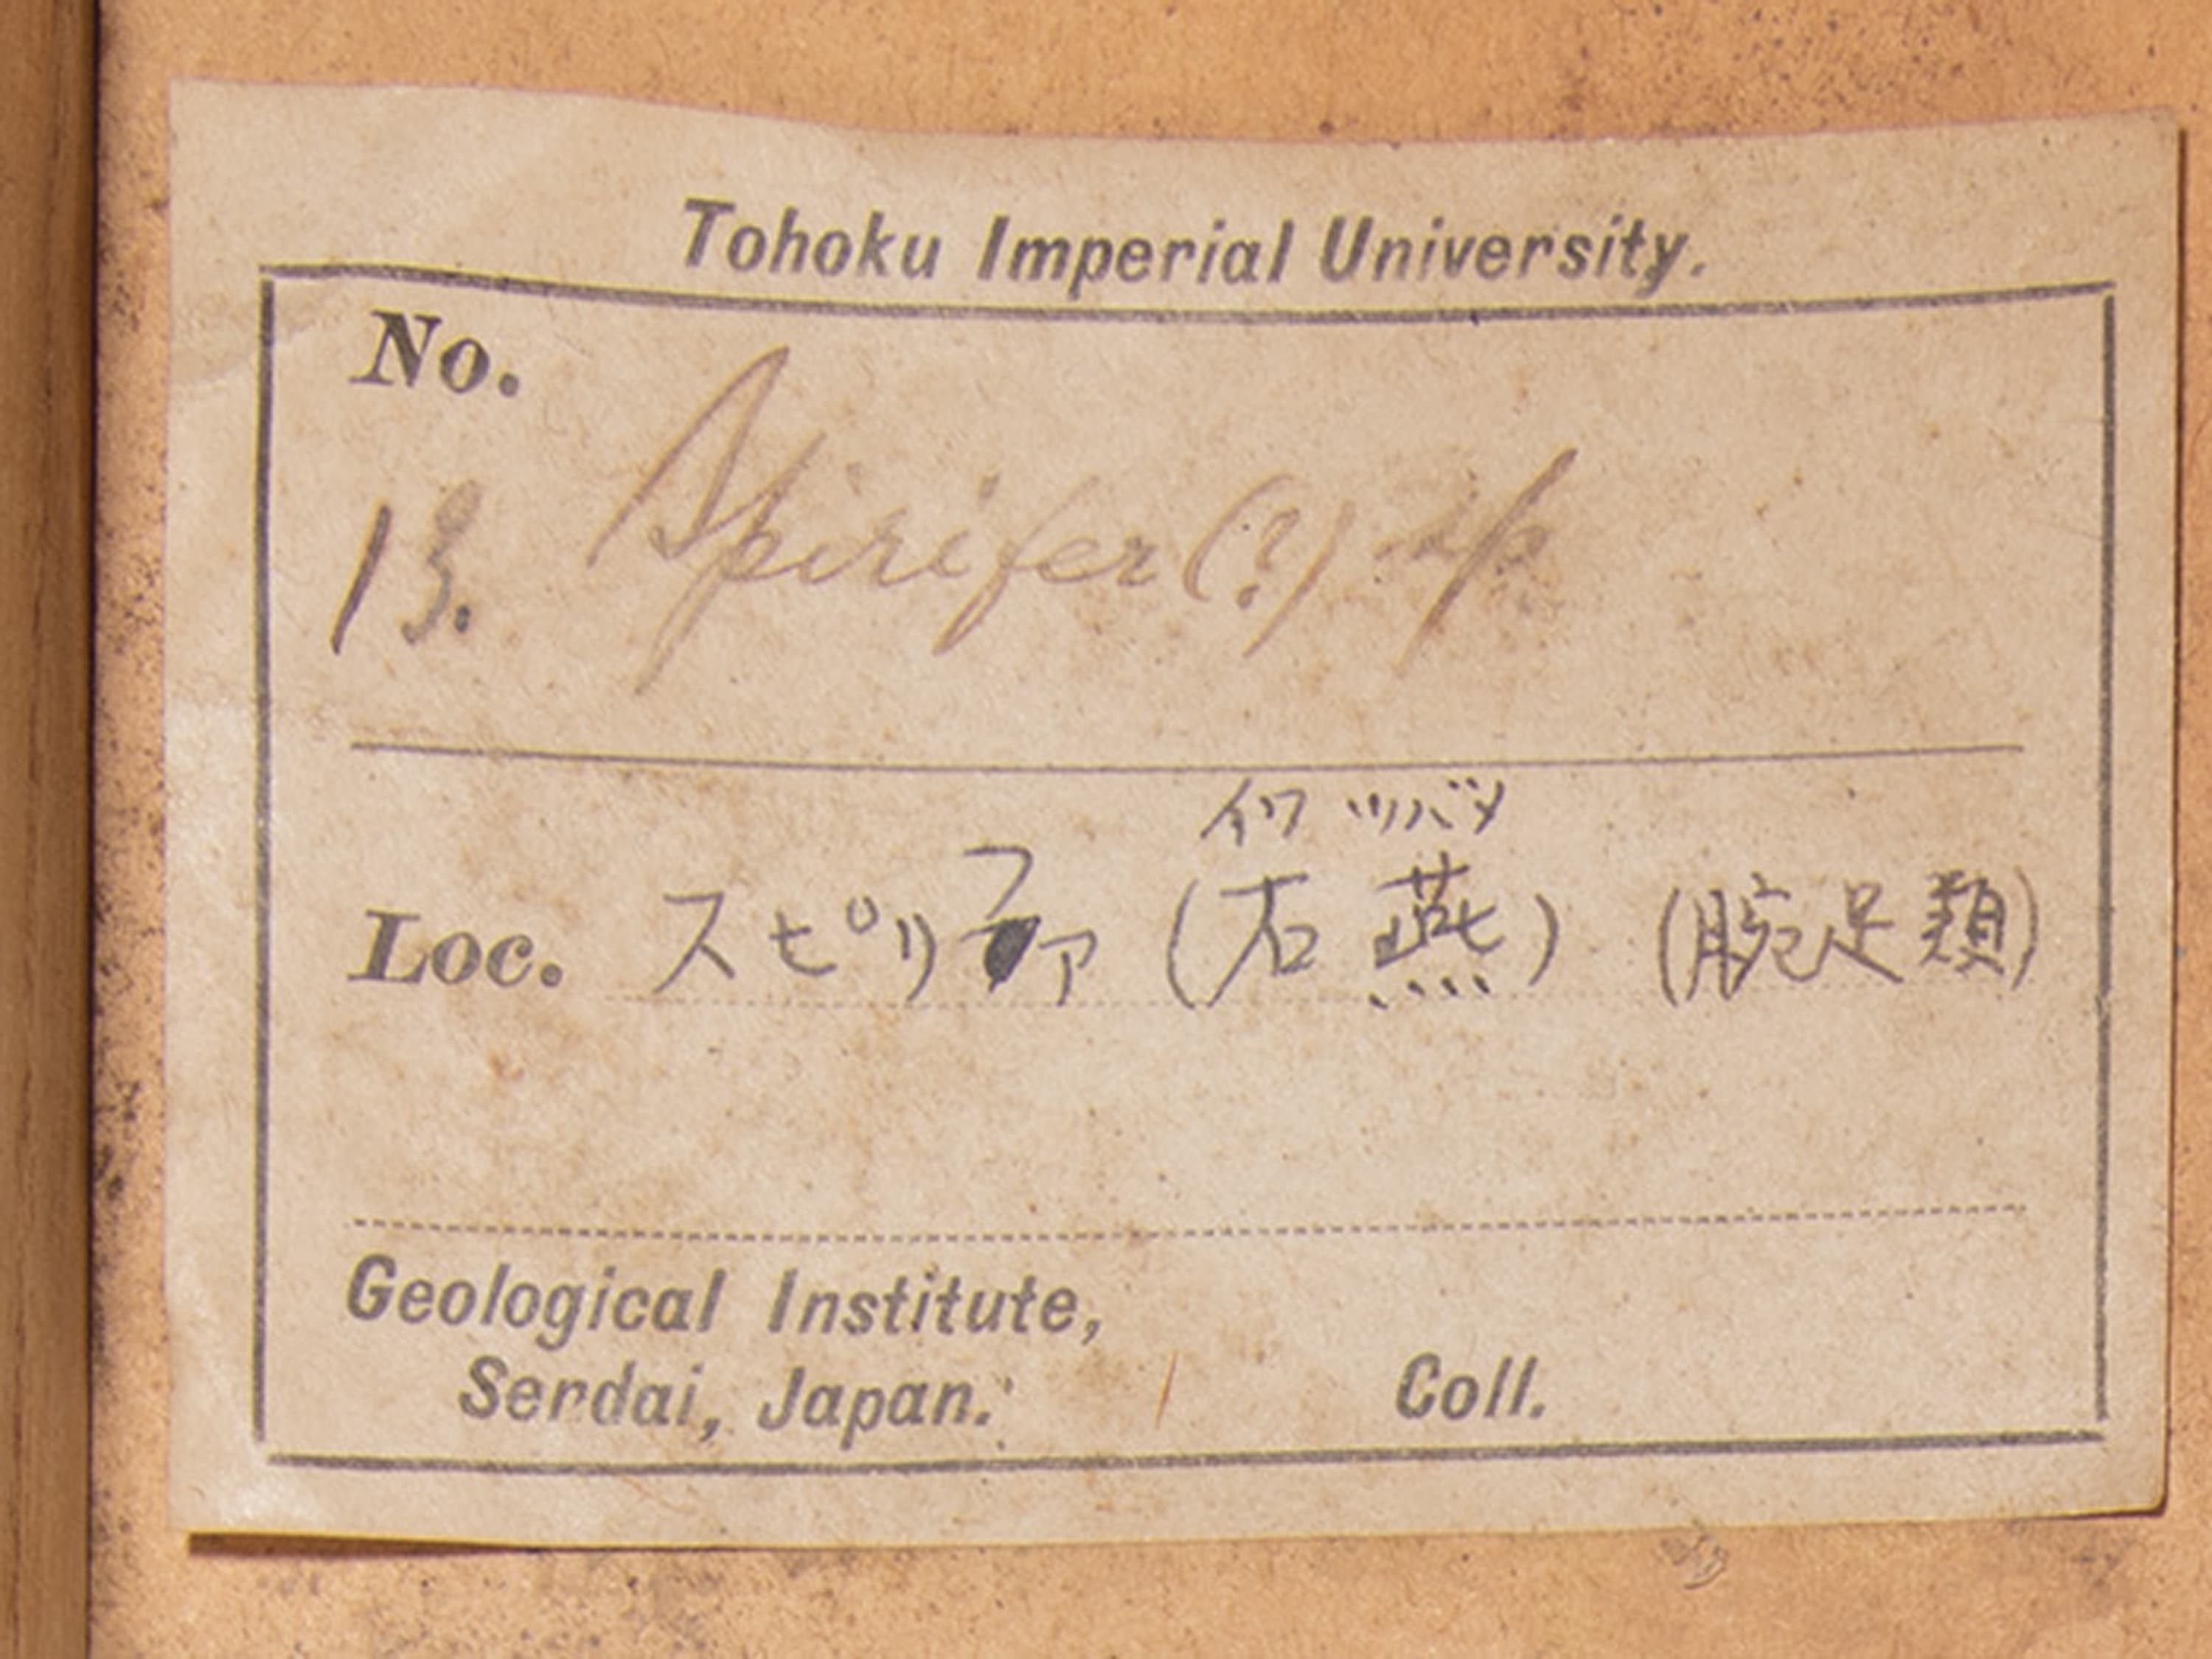 Tohoku Imperial University.
No.
13. Spirifer (?) sp
イワ ツバメ
Loc. スピリファ (石燕) (腕足類)
Geological Institute,
Sendai, Japan.
Coll.